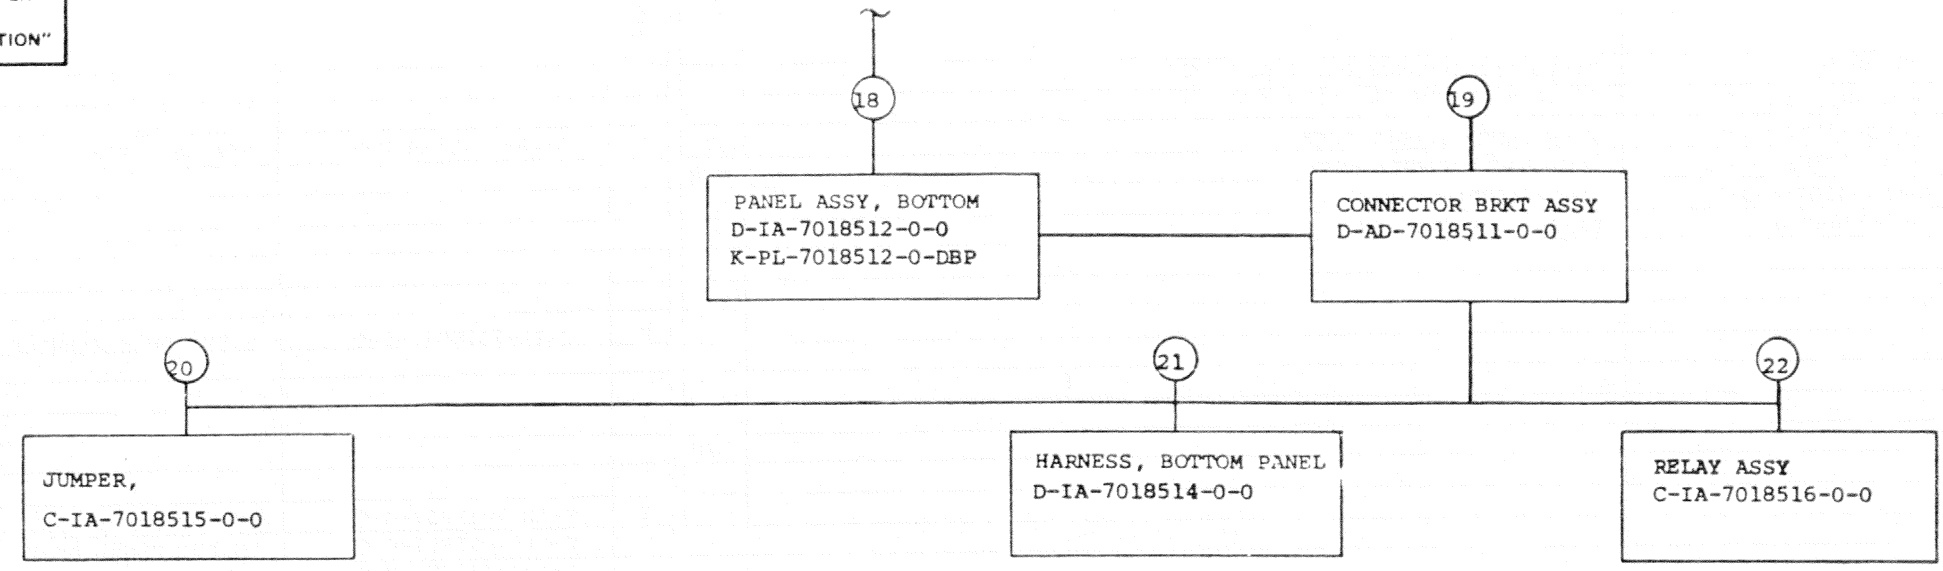 TION"
18
19
PANEL ASSY, BOTTOM
D-IA-7018512-0-0
K-PL-7018512-0-DBP
CONNECTOR BRKT ASSY
D-AD-7018511-0-0
20
21
22
JUMPER,
C-IA-7018515-0-0
HARNESS, BOTTOM PANEL
D-IA-7018514-0-0
RELAY ASSY
C-IA-7018516-0-0